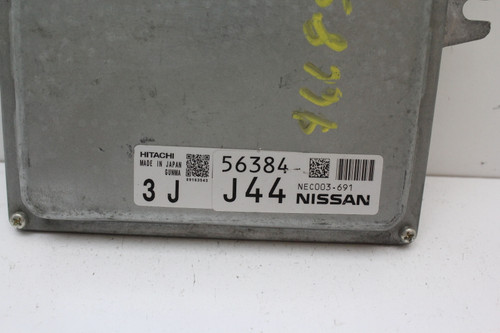 HITACHI
MADE IN JAPAN
GUNMA
3 J
56384
J44
NEC003-691
NISSAN